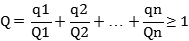 Q = q1/Q1 + q2/Q2 + … + qn/Qn ≥ 1